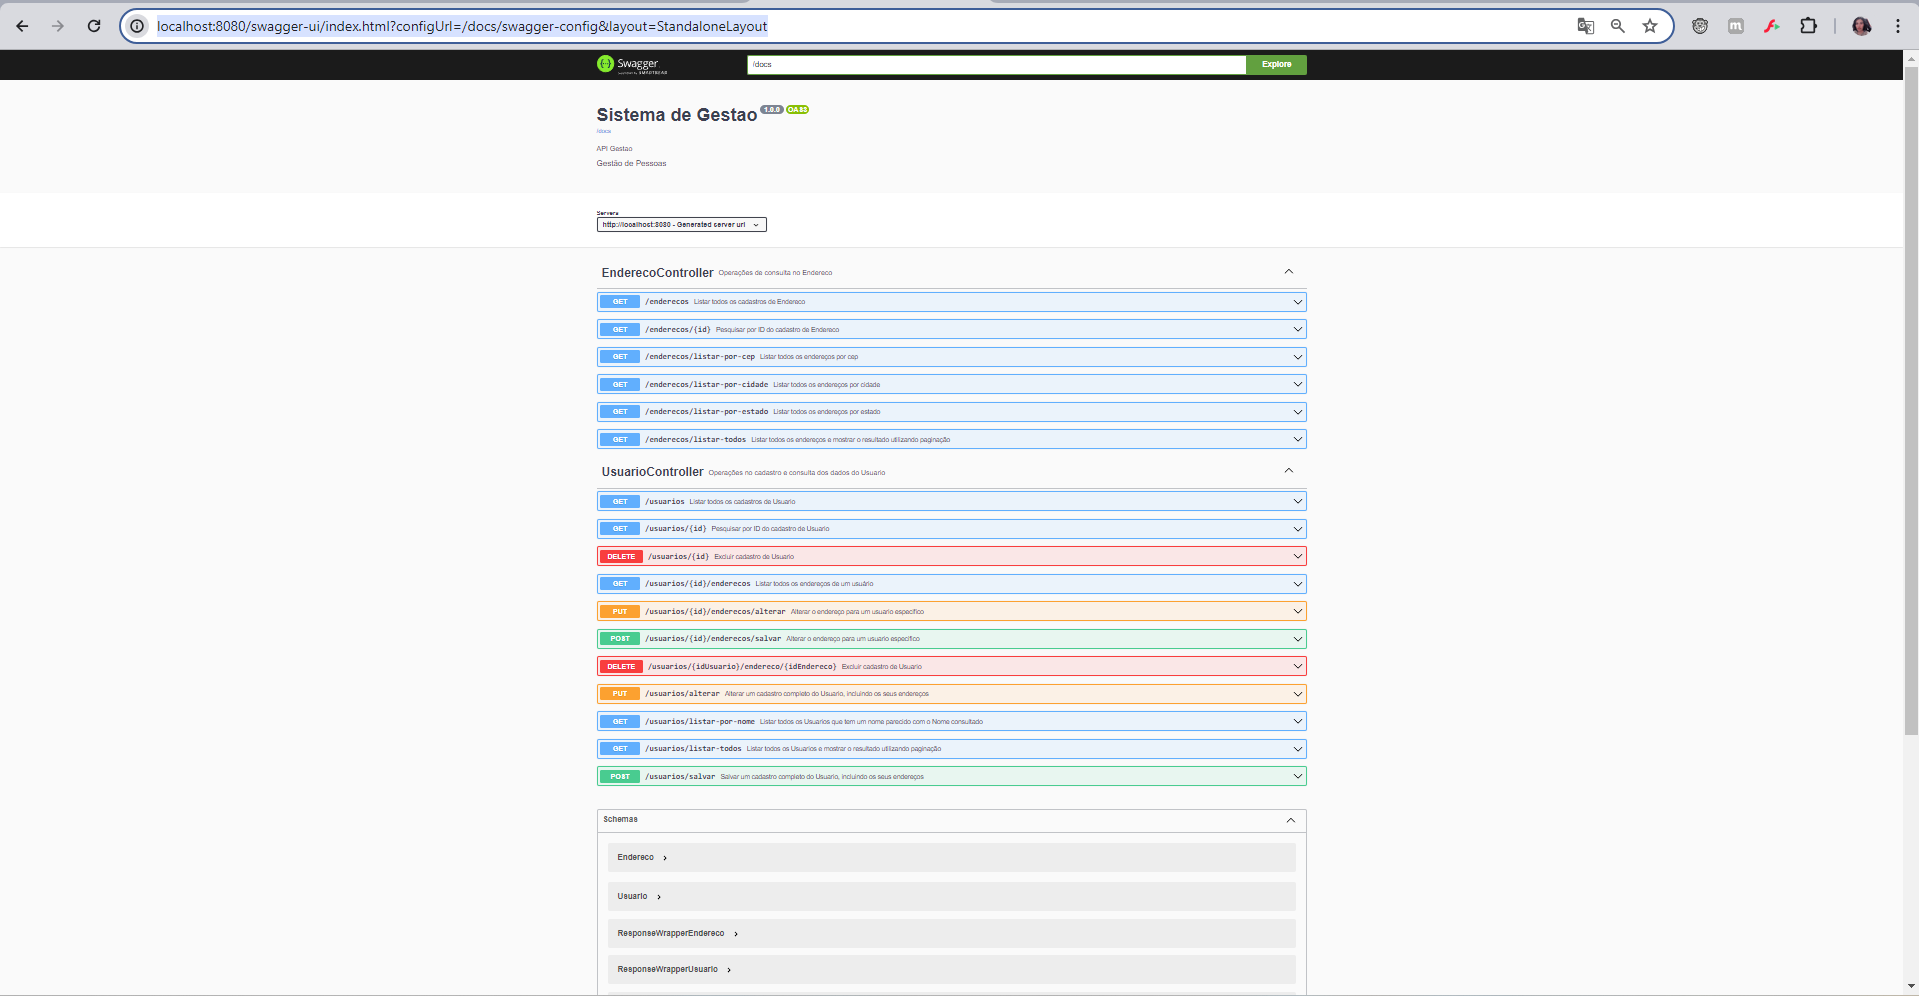 localhost:8080/swagger-ui/index.html?configUrl=/docs/swagger-config&layout=StandaloneLayout
Swagger
/docs
Explore
Sistema de Gestao 1.0.0 OAS3
/docs
API Gestao
Gestão de Pessoas
Servers
http://localhost:8080 - Generated server url
EnderecoController Operações de consulta no Endereco
GET /enderecos Listar todos os cadastros de Endereco
GET /enderecos/{id} Pesquisar por ID do cadastro de Endereco
GET /enderecos/listar-por-cep Listar todos os endereços por cep
GET /enderecos/listar-por-cidade Listar todos os endereços por cidade
GET /enderecos/listar-por-estado Listar todos os endereços por estado
GET /enderecos/listar-todos Listar todos os endereços e mostrar o resultado utilizando paginação
UsuarioController Operações no cadastro e consulta dos dados do Usuario
GET /usuarios Listar todos os cadastros de Usuario
GET /usuarios/{id} Pesquisar por ID do cadastro de Usuario
DELETE /usuarios/{id} Excluir cadastro de Usuario
GET /usuarios/{id}/enderecos Listar todos os endereços de um usuário
PUT /usuarios/{id}/enderecos/alterar Alterar o endereço para um usuario especifico
POST /usuarios/{id}/enderecos/salvar Alterar o endereço para um usuario especifico
DELETE /usuarios/{idUsuario}/endereco/{idEndereco} Excluir cadastro de Usuario
PUT /usuarios/alterar Alterar um cadastro completo do Usuario, incluindo os seus endereços
GET /usuarios/listar-por-nome Listar todos os Usuarios que tem um nome parecido com o Nome consultado
GET /usuarios/listar-todos Listar todos os Usuarios e mostrar o resultado utilizando paginação
POST /usuarios/salvar Salvar um cadastro completo do Usuario, incluindo os seus endereços
Schemas
Endereco
Usuario
ResponseWrapperEndereco
ResponseWrapperUsuario